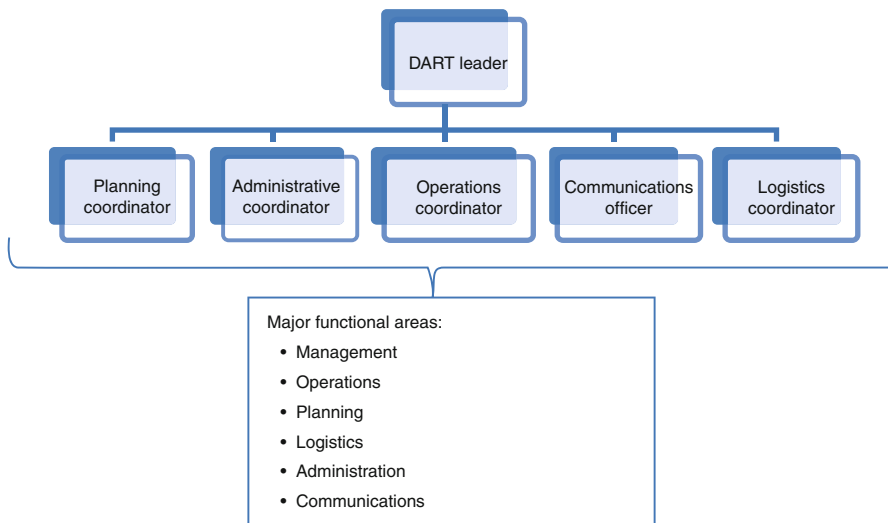 DART leader
Planning
coordinator
Administrative
coordinator
Operations
coordinator
Communications
officer
Logistics
coordinator
Major functional areas:
• Management
• Operations
• Planning
• Logistics
• Administration
• Communications